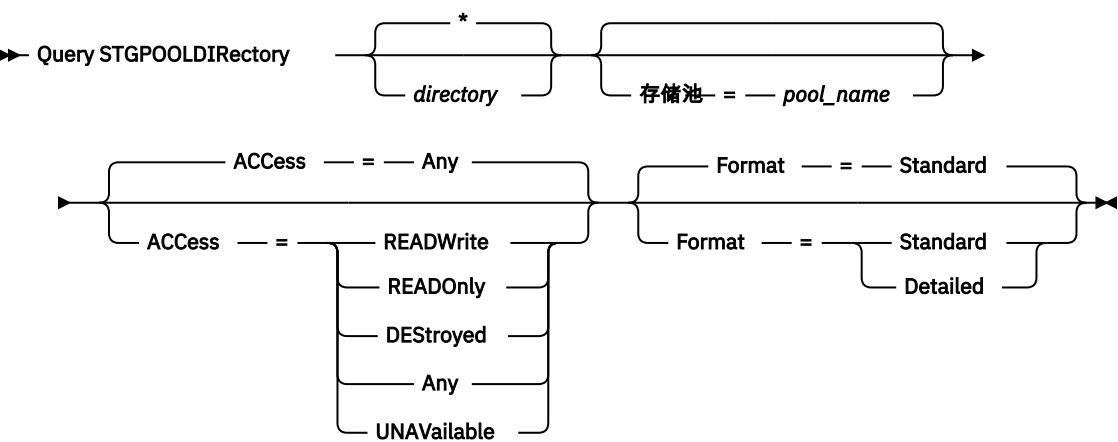 *
Query STGPOOLDIRectory
directory
存储池 = pool_name
ACCess = Any
Format = Standard
ACCess = READWrite
READOnly
DEStroyed
Any
UNAVailable
Format = Standard
Detailed